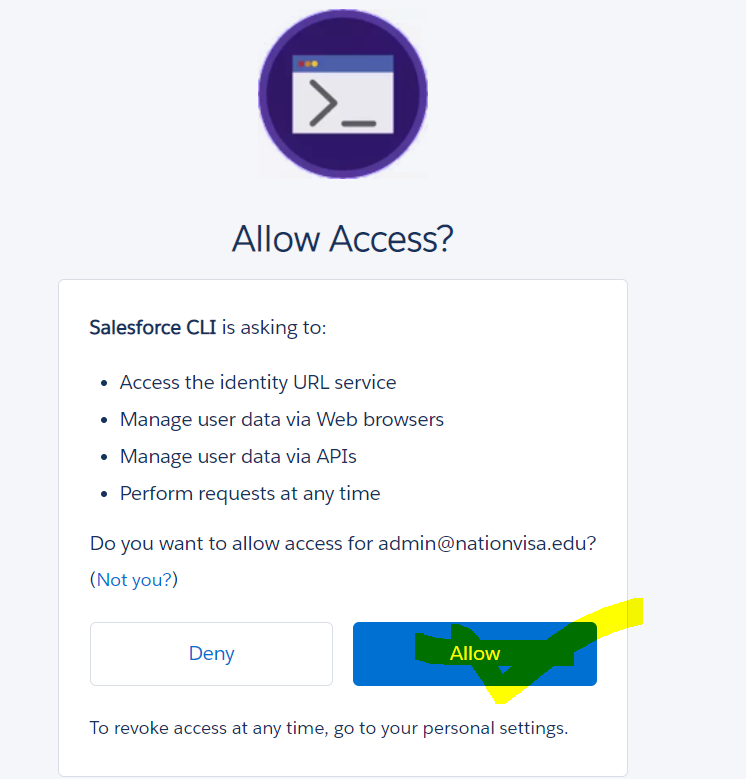 Allow Access?
Salesforce CLI is asking to:
• Access the identity URL service
• Manage user data via Web browsers
• Manage user data via APIs
• Perform requests at any time
Do you want to allow access for admin@nationvisa.edu?
(Not you?)
Deny
Allow
To revoke access at any time, go to your personal settings.